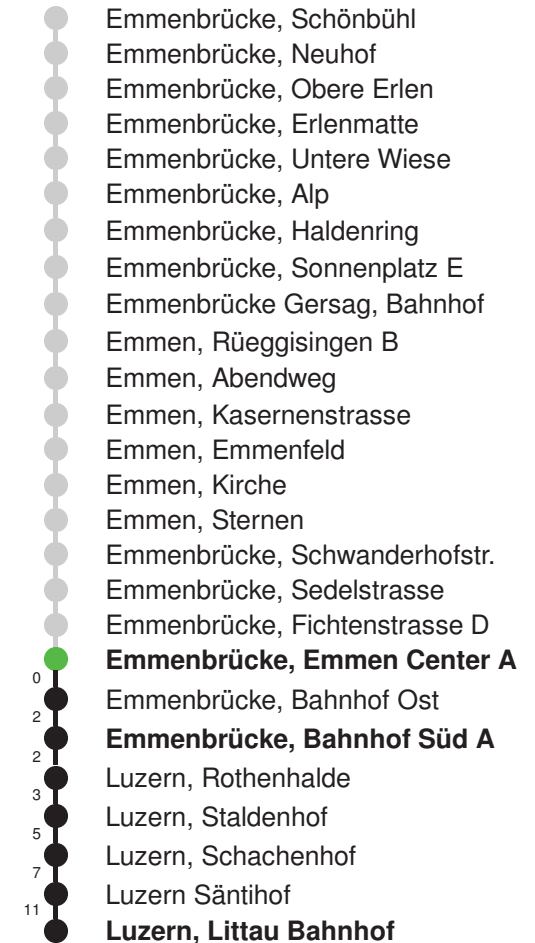 Emmenbrücke, Schönbühl
Emmenbrücke, Neuhof
Emmenbrücke, Obere Erlen
Emmenbrücke, Erlenmatte
Emmenbrücke, Untere Wiese
Emmenbrücke, Alp
Emmenbrücke, Haldenring
Emmenbrücke, Sonnenplatz E
Emmenbrücke Gersag, Bahnhof
Emmen, Rüeggisingen B
Emmen, Abendweg
Emmen, Kasernenstrasse
Emmen, Emmenfeld
Emmen, Kirche
Emmen, Sternen
Emmenbrücke, Schwanderhofstr.
Emmenbrücke, Sedelstrasse
Emmenbrücke, Fichtenstrasse D
Emmenbrücke, Emmen Center A
0
Emmenbrücke, Bahnhof Ost
2
Emmenbrücke, Bahnhof Süd A
2
Luzern, Rothenhalde
3
Luzern, Staldenhof
5
Luzern, Schachenhof
7
Luzern Säntihof
11
Luzern, Littau Bahnhof